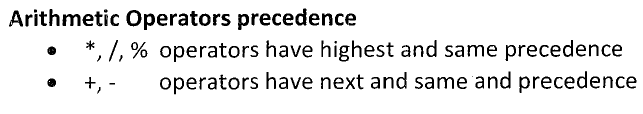 Arithmetic Operators precedence
• *, /, % operators have highest and same precedence
• +, - operators have next and same and precedence